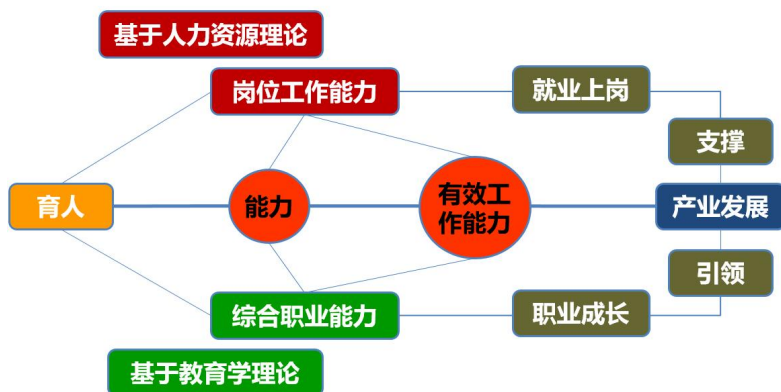 基于人力资源理论
岗位工作能力
就业上岗
支撑
育人
能力
有效工
作能力
产业发展
引领
综合职业能力
职业成长
基于教育学理论